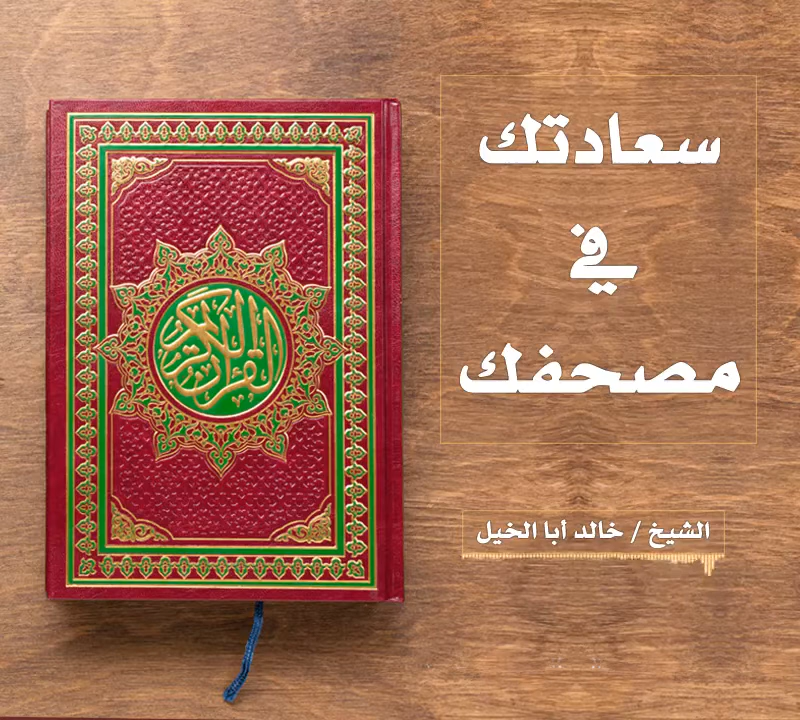 سعادتك
في
مصحفك
الشيخ / خالد أبا الخيل
القرآن الكريم